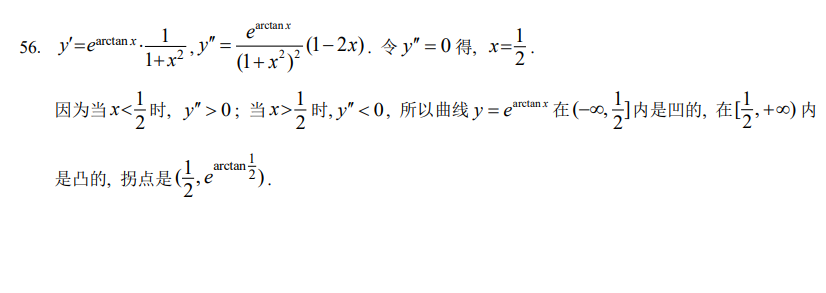 56. y′=e^{arctan x}·\frac{1}{1+x^2}, y″=\frac{e^{arctan x}}{(1+x^2)^2}(1−2x). 令 y″=0 得, x=\frac{1}{2}.
因为当 x<\frac{1}{2} 时, y″>0; 当 x>\frac{1}{2} 时, y″<0, 所以曲线 y=e^{arctan x} 在 (−∞, \frac{1}{2}] 内是凹的, 在[\frac{1}{2}, +∞) 内
是凸的, 拐点是 (\frac{1}{2}, e^{arctan \frac{1}{2}}).